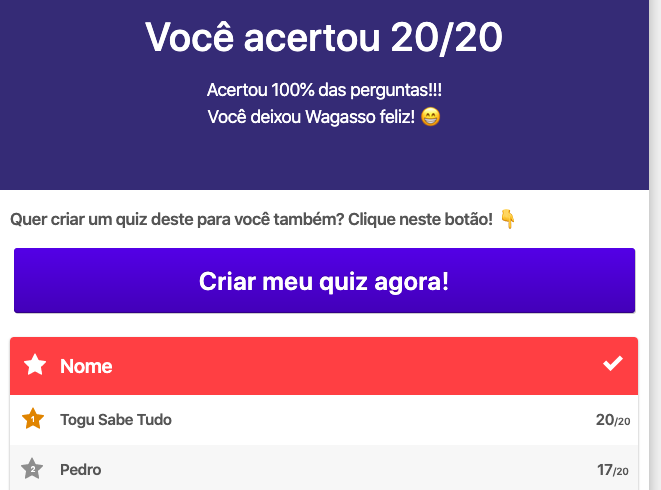 Você acertou 20/20
Acertou 100% das perguntas!!!
Você deixou Wagasso feliz! 😁
Quer criar um quiz deste para você também? Clique neste botão! 👇
Criar meu quiz agora!
Nome
1 Togu Sabe Tudo 20/20
2 Pedro 17/20